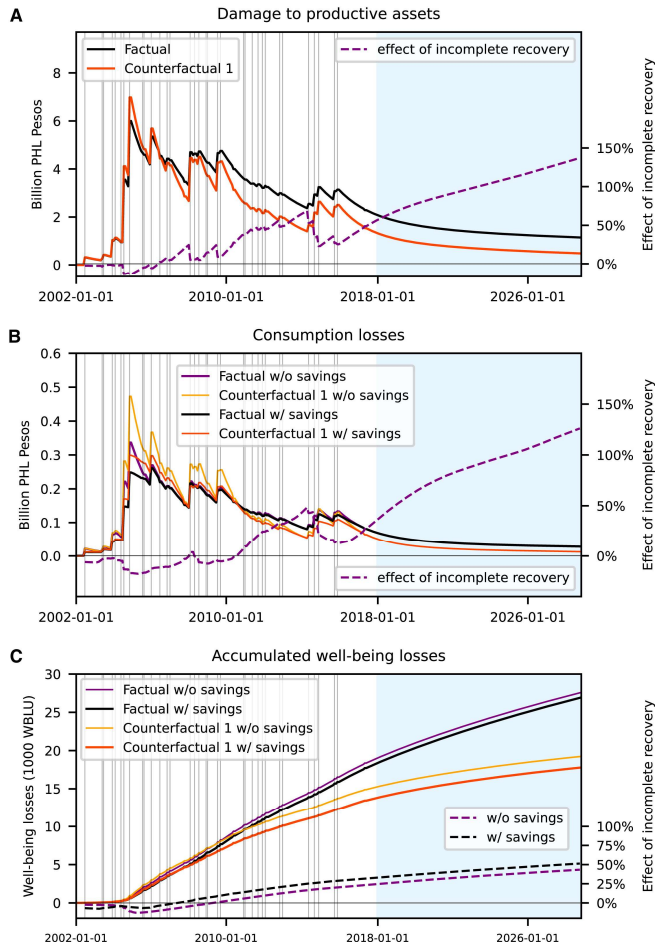 A
Damage to productive assets
Factual
Counterfactual 1
effect of incomplete recovery
Billion PHL Pesos
8
6
4
2
0
150%
100%
50%
0%
Effect of incomplete recovery
2002-01-01
2010-01-01
2018-01-01
2026-01-01
B
Consumption losses
Factual w/o savings
Counterfactual 1 w/o savings
Factual w/ savings
Counterfactual 1 w/ savings
effect of incomplete recovery
Billion PHL Pesos
0.6
0.5
0.4
0.3
0.2
0.1
0.0
150%
100%
50%
0%
Effect of incomplete recovery
2002-01-01
2010-01-01
2018-01-01
2026-01-01
C
Accumulated well-being losses
Factual w/o savings
Factual w/ savings
Counterfactual 1 w/o savings
Counterfactual 1 w/ savings
w/o savings
w/ savings
Well-being losses (1000 WBLU)
30
25
20
15
10
5
0
100%
75%
50%
25%
0%
Effect of incomplete recovery
2002-01-01
2010-01-01
2018-01-01
2026-01-01